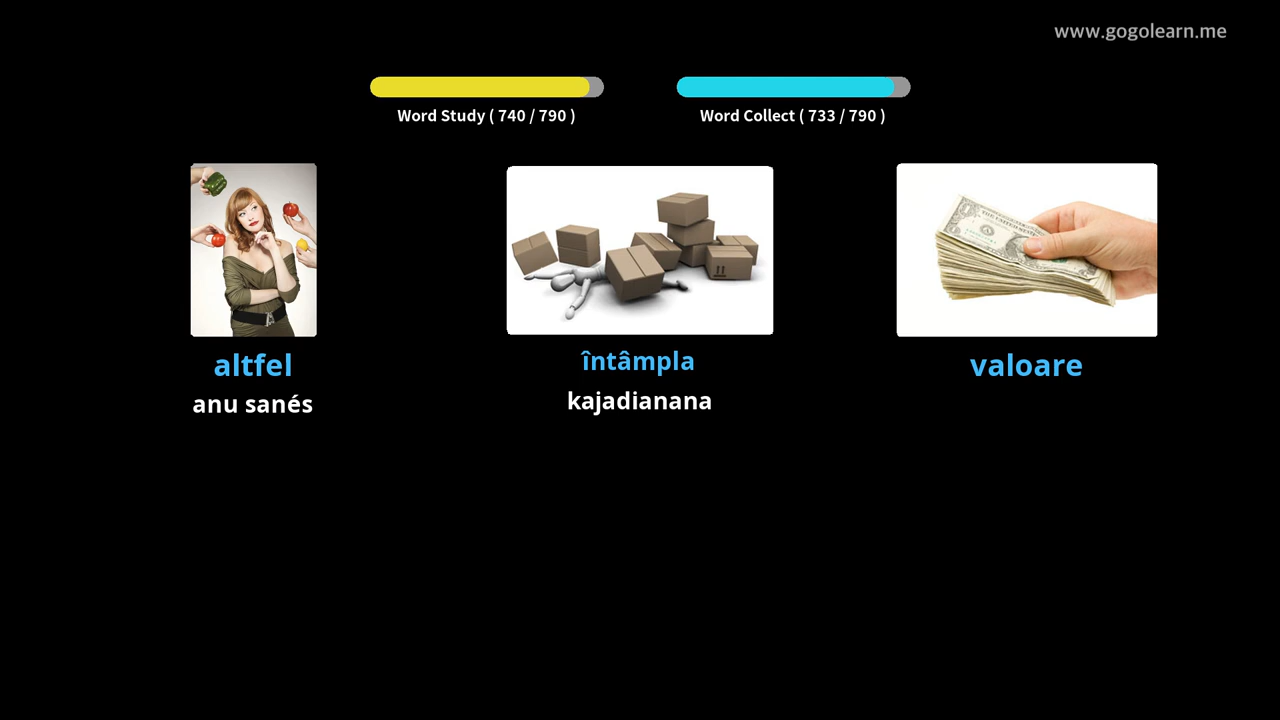 www.gogolearn.me
Word Study ( 740 / 790 )
Word Collect ( 733 / 790 )
altfel
anu sanés
întâmpla
kajadianana
valoare